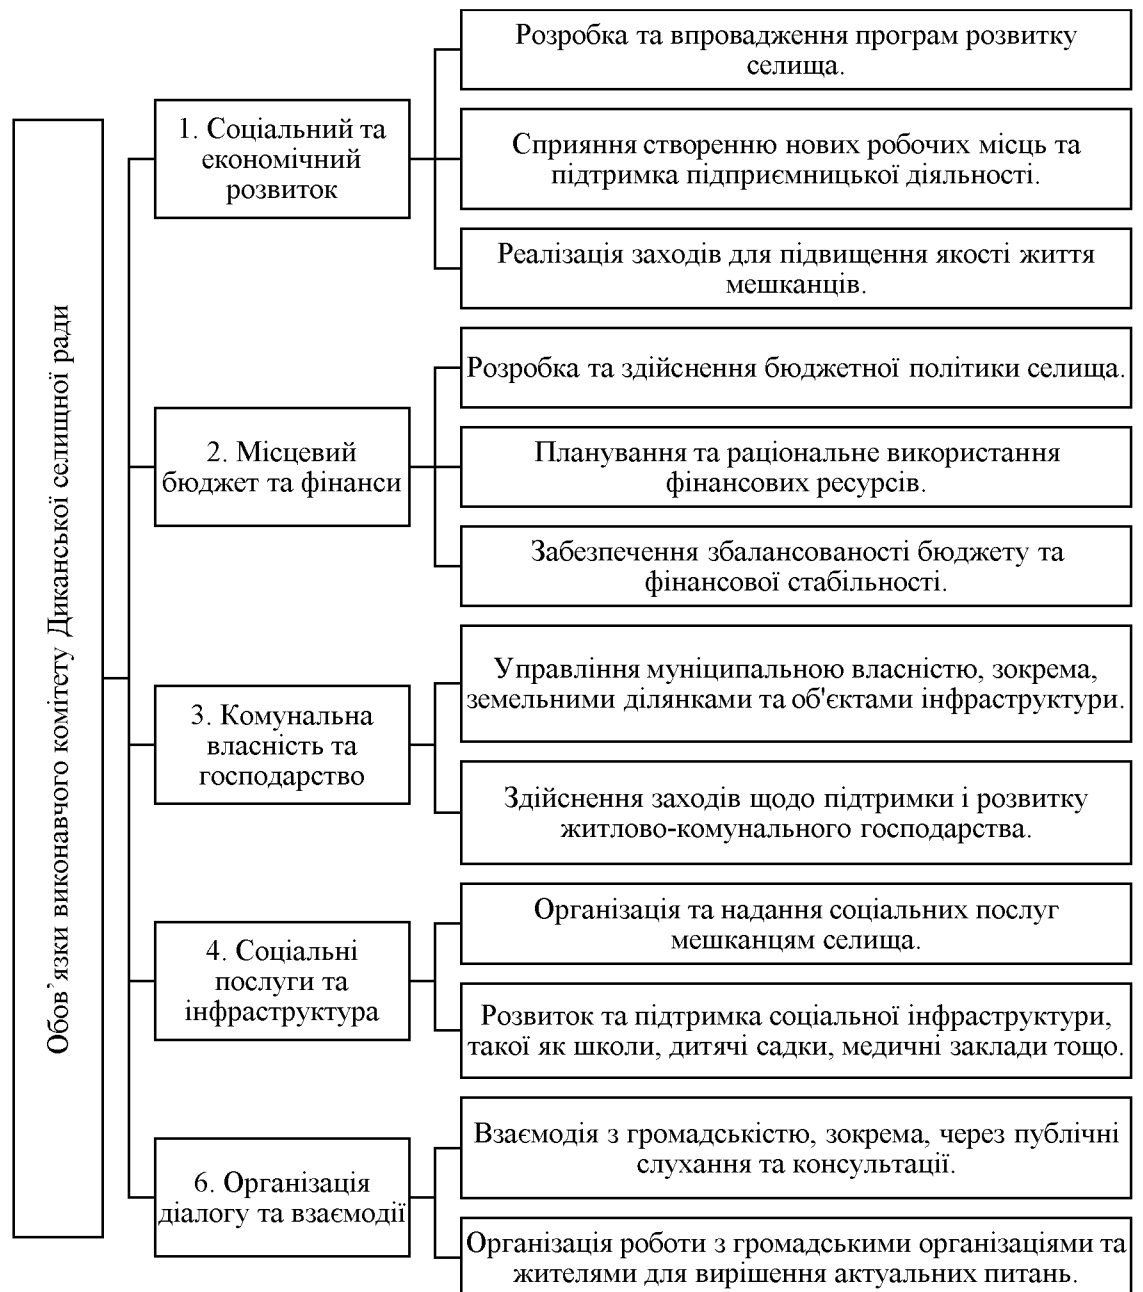 Обов’язки виконавчого комітету Диканської селищної ради
1. Соціальний та
економічний
розвиток
Розробка та впровадження програм розвитку
селища.
Сприяння створенню нових робочих місць та
підтримка підприємницької діяльності.
Реалізація заходів для підвищення якості життя
мешканців.
2. Місцевий
бюджет та фінанси
Розробка та здійснення бюджетної політики селища.
Планування та раціональне використання
фінансових ресурсів.
Забезпечення збалансованості бюджету та
фінансової стабільності.
3. Комунальна
власність та
господарство
Управління муніципальною власністю, зокрема,
земельними ділянками та об'єктами інфраструктури.
Здійснення заходів щодо підтримки і розвитку
житлово-комунального господарства.
4. Соціальні
послуги та
інфраструктура
Організація та надання соціальних послуг
мешканцям селища.
Розвиток та підтримка соціальної інфраструктури,
такої як школи, дитячі садки, медичні заклади тощо.
6. Організація
діалогу та взаємодії
Взаємодія з громадськістю, зокрема, через публічні
слухання та консультації.
Організація роботи з громадськими організаціями та
жителями для вирішення актуальних питань.